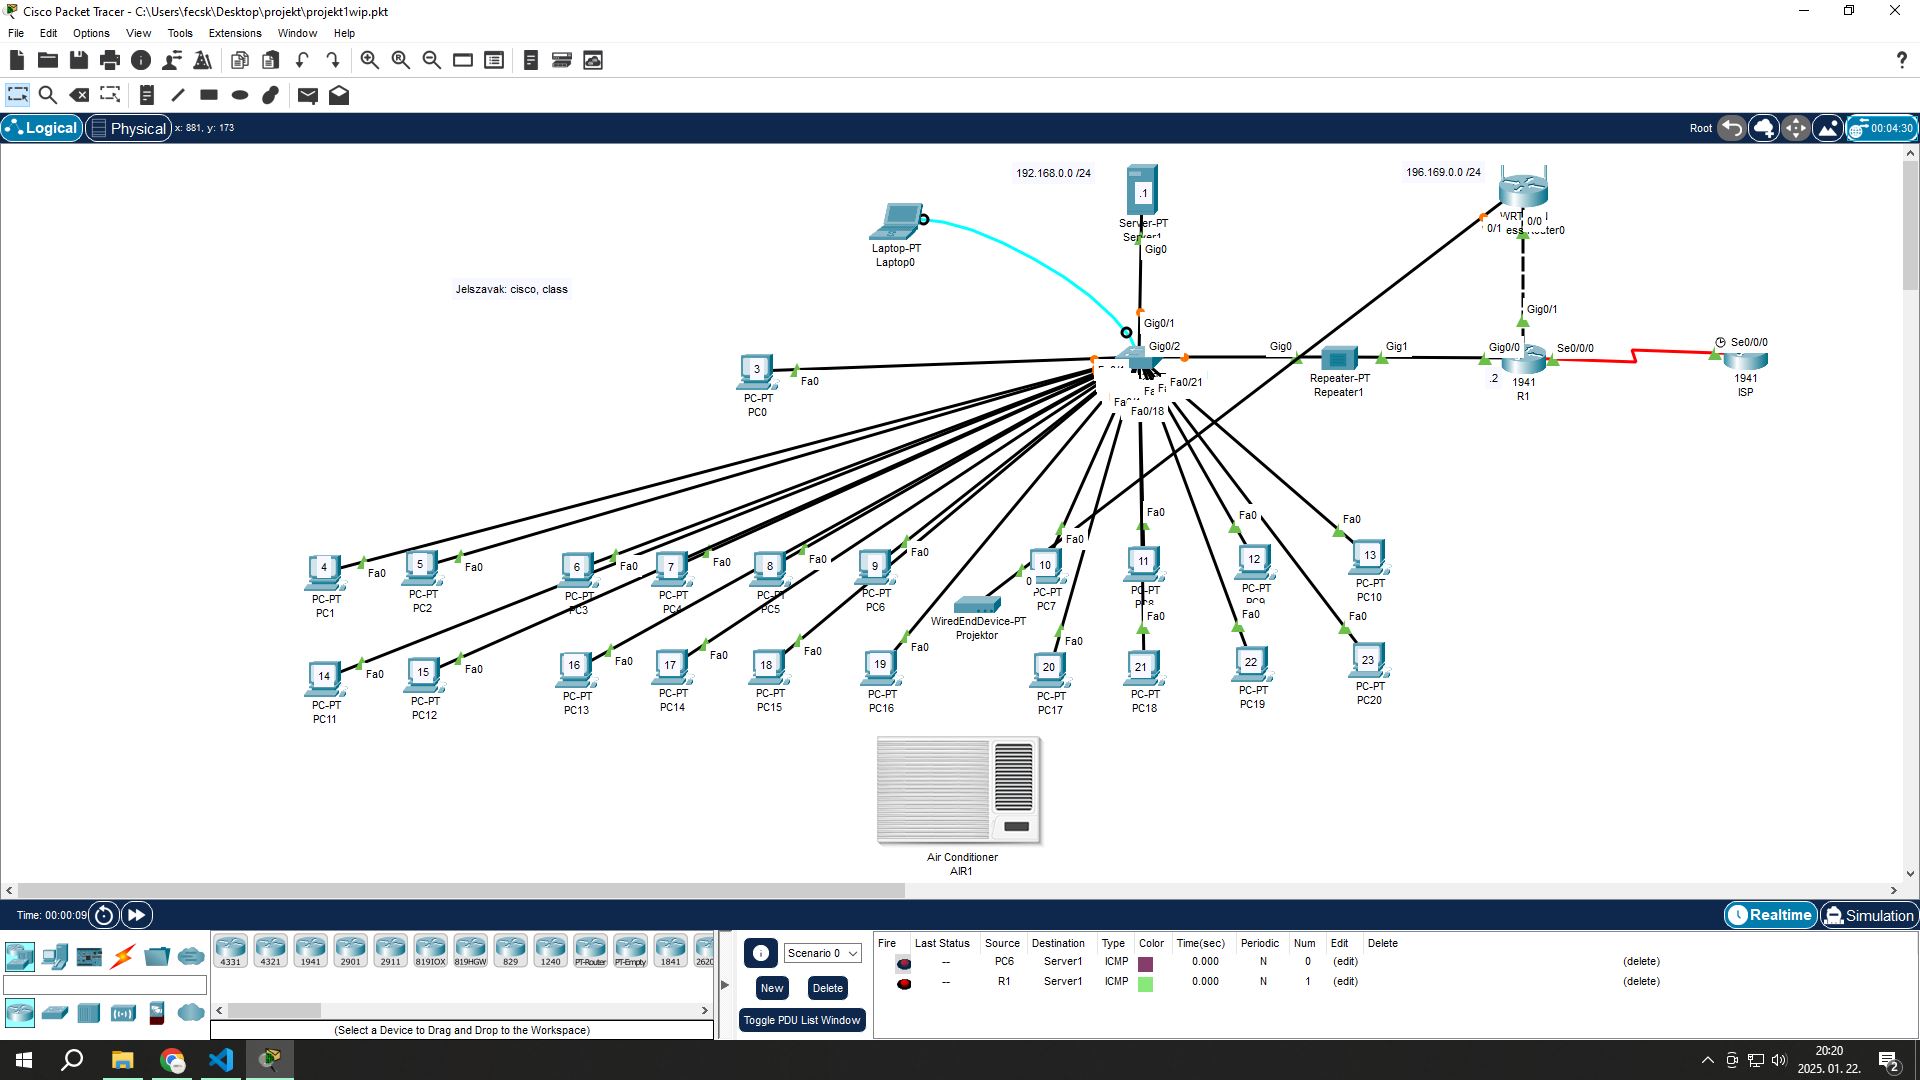 Cisco Packet Tracer - C:\Users\fecsk\Desktop\projekt\projekt1wip.pkt
File Edit Options View Tools Extensions Window Help
Logical Physical x: 881, y: 173 Root 00:04:30
192.168.0.0 /24
196.169.0.0 /24
.1
Server-PT
Server1
Gig0
0/0
0/1
Laptop-PT
Laptop0
Jelszavak: cisco, class
Gig0/1
Gig0/1
Gig0/2
Gig0
Gig1
Gig0/0
Se0/0/0
Se0/0/0
Repeater-PT
Repeater1
.2
1941
R1
1941
ISP
3
Fa0
PC-PT
PC0
Fa0/21
Fa0/18
4
Fa0
PC-PT
PC1
5
Fa0
PC-PT
PC2
6
Fa0
PC-PT
PC3
7
Fa0
PC-PT
PC4
8
Fa0
PC-PT
PC5
9
Fa0
PC-PT
PC6
10
Fa0
0
PC-PT
PC7
11
Fa0
PC-PT
PC8
12
Fa0
PC-PT
PC9
13
Fa0
PC-PT
PC10
WiredEndDevice-PT
Projektor
14
Fa0
PC-PT
PC11
15
Fa0
PC-PT
PC12
16
Fa0
PC-PT
PC13
17
Fa0
PC-PT
PC14
18
Fa0
PC-PT
PC15
19
Fa0
PC-PT
PC16
20
Fa0
PC-PT
PC17
21
Fa0
PC-PT
PC18
22
Fa0
PC-PT
PC19
23
Fa0
PC-PT
PC20
Air Conditioner
AIR1
Time: 00:00:09
Realtime Simulation
4331 4321 1941 2901 2911 819IOX 819HGW 829 1240 PT-Router PT-Empty 1841 2620
(Select a Device to Drag and Drop to the Workspace)
Scenario 0
New Delete
Toggle PDU List Window
Fire Last Status Source Destination Type Color Time(sec) Periodic Num Edit Delete
-- PC6 Server1 ICMP 0.000 N 0 (edit) (delete)
-- R1 Server1 ICMP 0.000 N 1 (edit) (delete)
20:20
2025. 01. 22.
2